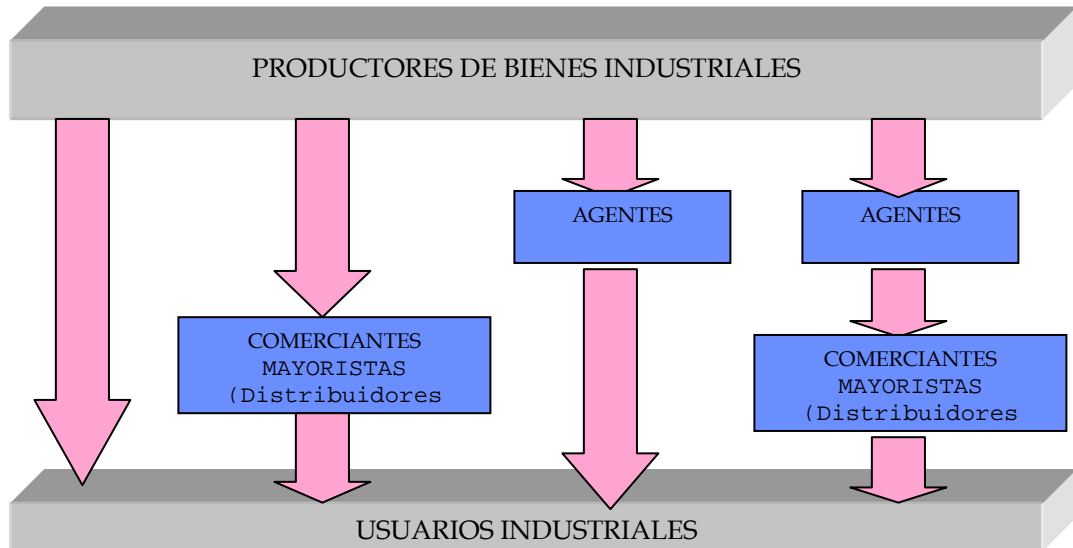 PRODUCTORES DE BIENES INDUSTRIALES
AGENTES
AGENTES
COMERCIANTES
MAYORISTAS
(Distribuidores
COMERCIANTES
MAYORISTAS
(Distribuidores
USUARIOS INDUSTRIALES